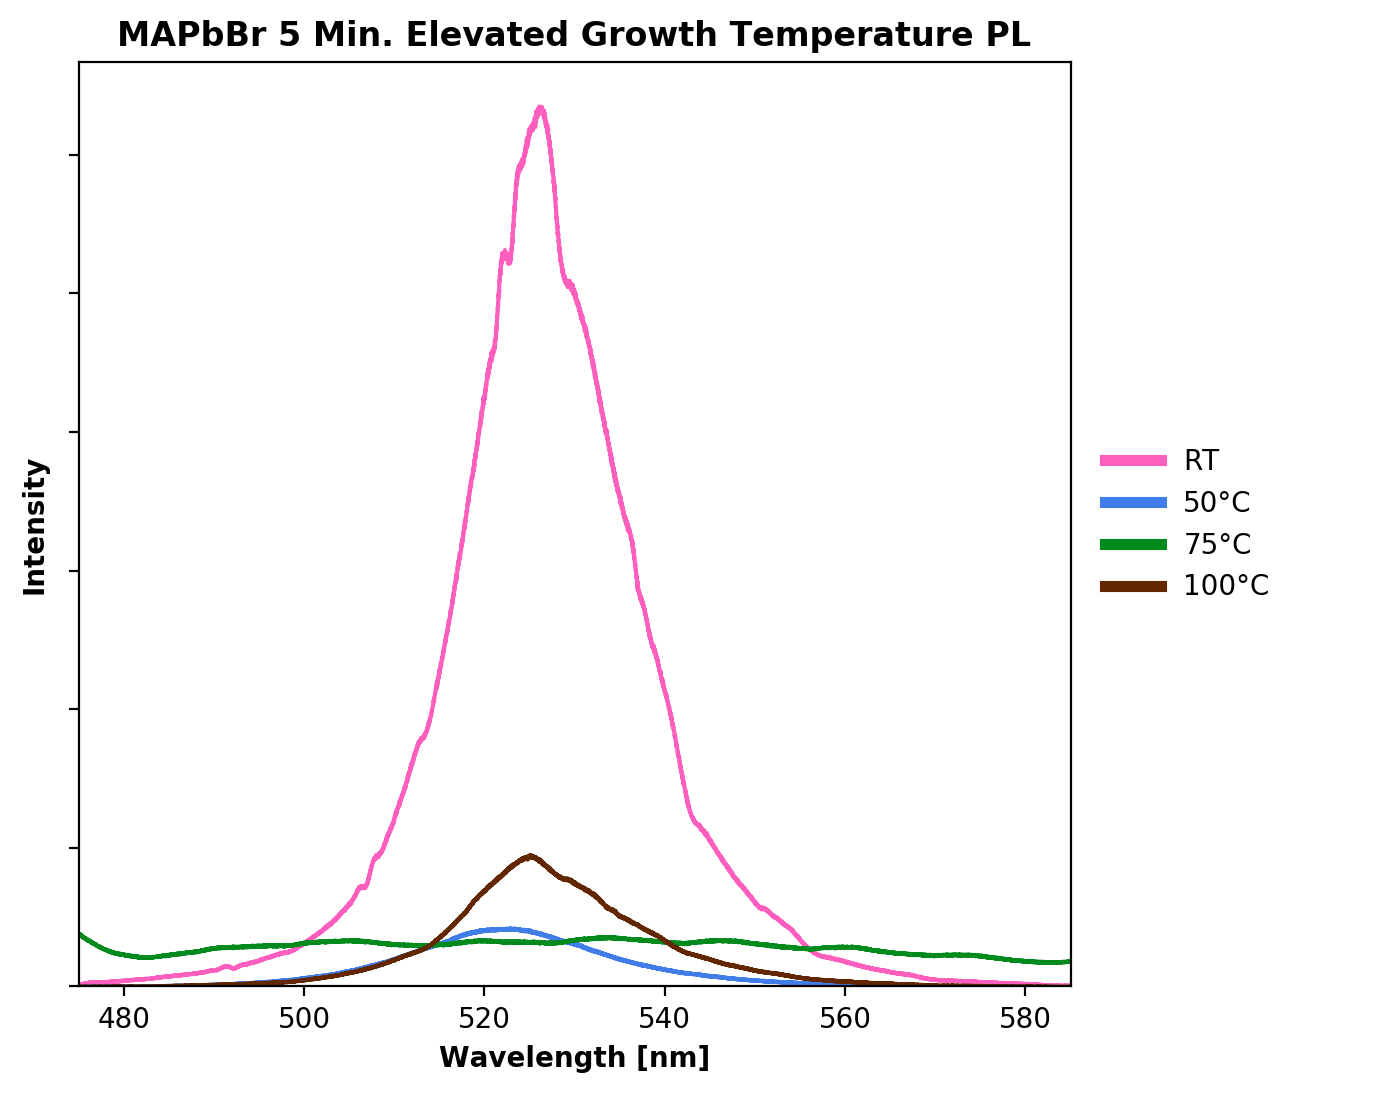 MAPbBr 5 Min. Elevated Growth Temperature PL
Intensity
RT
50°C
75°C
100°C
480 500 520 540 560 580
Wavelength [nm]